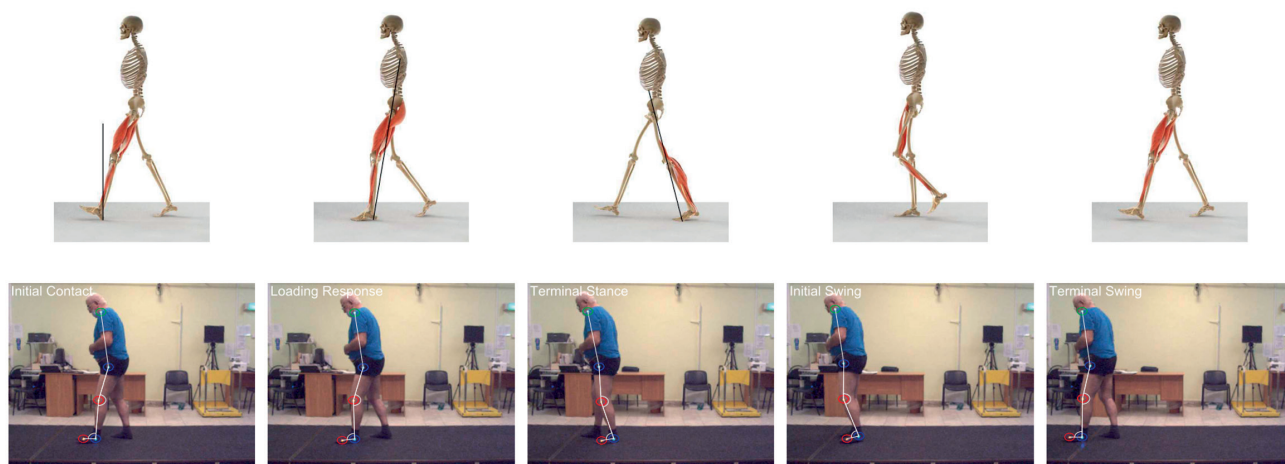 Initial Contact
Loading Response
Terminal Stance
Initial Swing
Terminal Swing